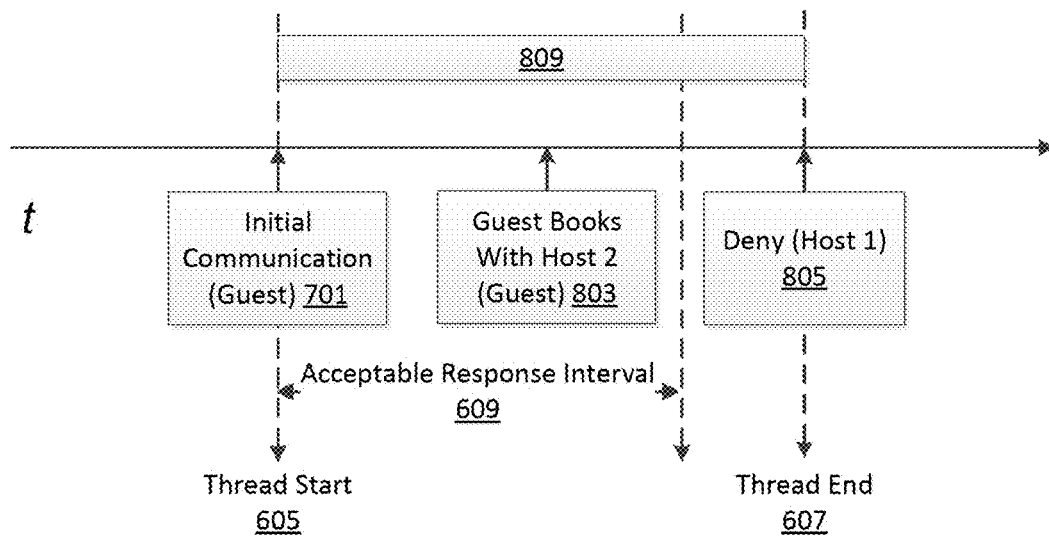 809
t
Initial
Communication
(Guest) 701
Guest Books
With Host 2
(Guest) 803
Deny (Host 1)
805
Acceptable Response Interval
609
Thread Start
605
Thread End
607